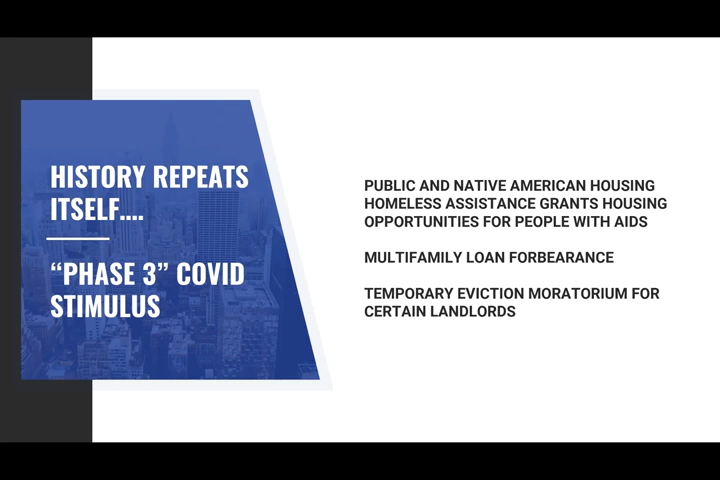 HISTORY REPEATS
ITSELF....
“PHASE 3” COVID
STIMULUS
PUBLIC AND NATIVE AMERICAN HOUSING
HOMELESS ASSISTANCE GRANTS HOUSING
OPPORTUNITIES FOR PEOPLE WITH AIDS
MULTIFAMILY LOAN FORBEARANCE
TEMPORARY EVICTION MORATORIUM FOR
CERTAIN LANDLORDS